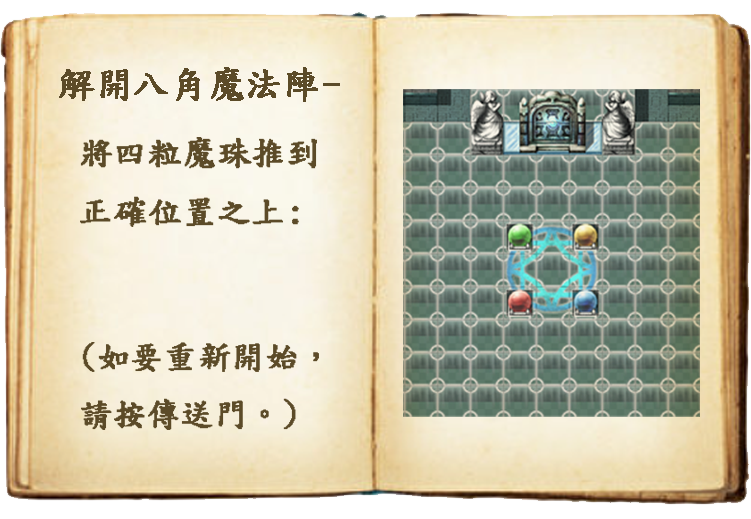 解開八角魔法陣-
將四粒魔珠推到
正確位置之上:
(如要重新開始，
請按傳送門。)